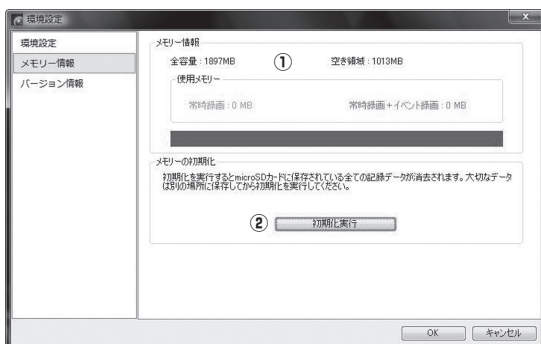 環境設定
環境設定
メモリー情報
バージョン情報
メモリー情報
全容量：1897MB ① 空き領域：1013MB
使用メモリー
常時録画：0 MB 常時録画＋イベント録画：0 MB
メモリーの初期化
初期化を実行するとmicroSDカードに保存されている全ての記録データが消去されます。大切なデータ
は別の場所に保存してから初期化を実行してください。
② 初期化実行
OK キャンセル